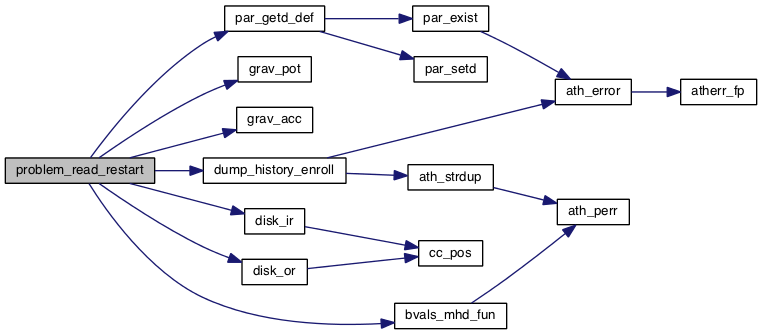 par_getd_def
par_exist
grav_pot
par_setd
ath_error
atherr_fp
grav_acc
problem_read_restart
dump_history_enroll
ath_strdup
disk_ir
ath_perr
cc_pos
disk_or
bvals_mhd_fun